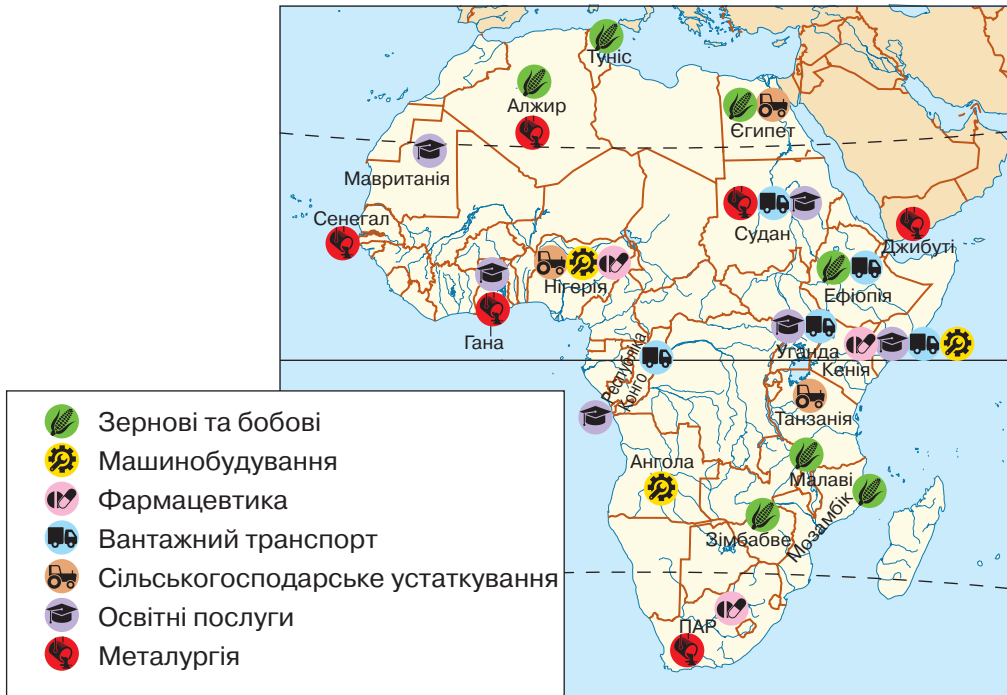 Туніс
Алжир
Єгипет
Мавританія
Сенегал
Судан
Джибуті
Нігерія
Ефіопія
Гана
Уганда
Кенія
Республіка
Конго
Танзанія
Ангола
Малаві
Мозамбік
Зімбабве
ПАР
Зернові та бобові
Машинобудування
Фармацевтика
Вантажний транспорт
Сільськогосподарське устаткування
Освітні послуги
Металургія